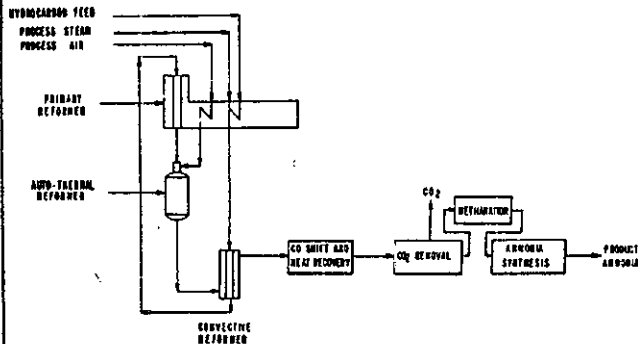 HYDROCARBON FEED
PROCESS STEAM
PROCESS AIR
PRIMARY
REFORMER
AUTO-THERMAL
REFORMER
CO2
METHANATION
CO SHIFT AND
HEAT RECOVERY
CO2 REMOVAL
AMMONIA
SYNTHESIS
PRODUCT
AMMONIA
CONVECTIVE
REFORMER